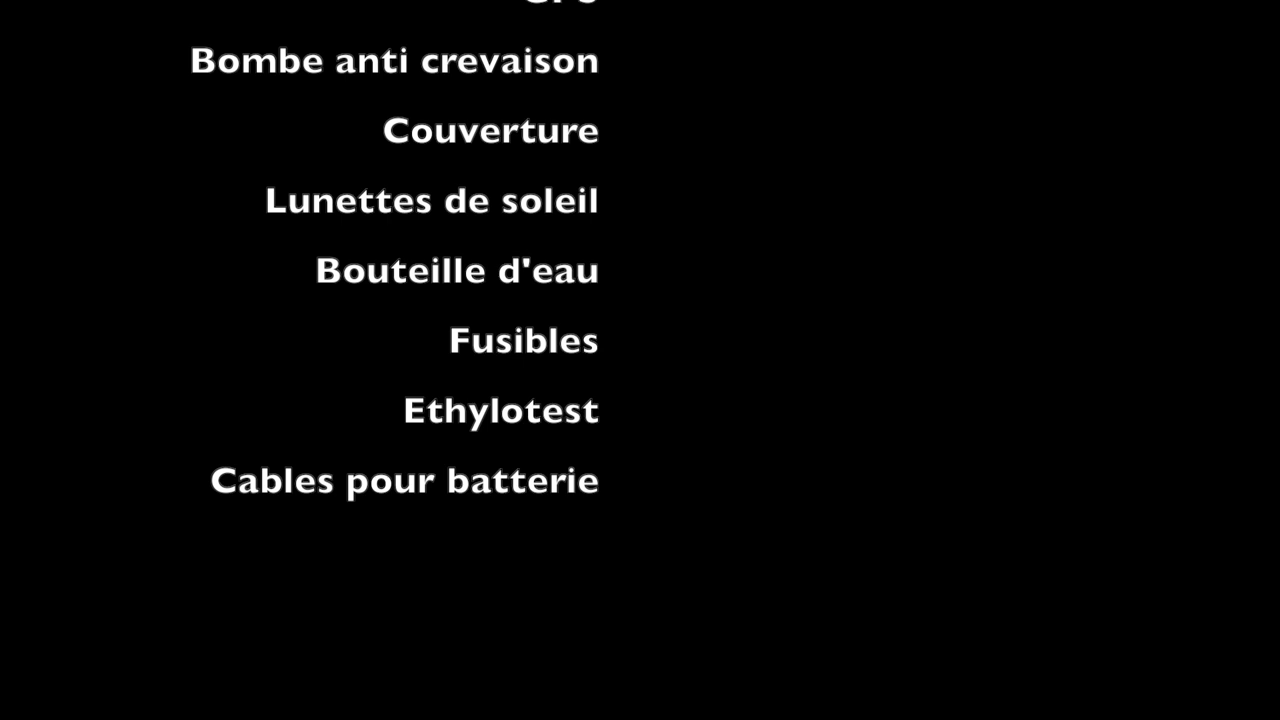 Bombe anti crevaison
Couverture
Lunettes de soleil
Bouteille d'eau
Fusibles
Ethylotest
Cables pour batterie